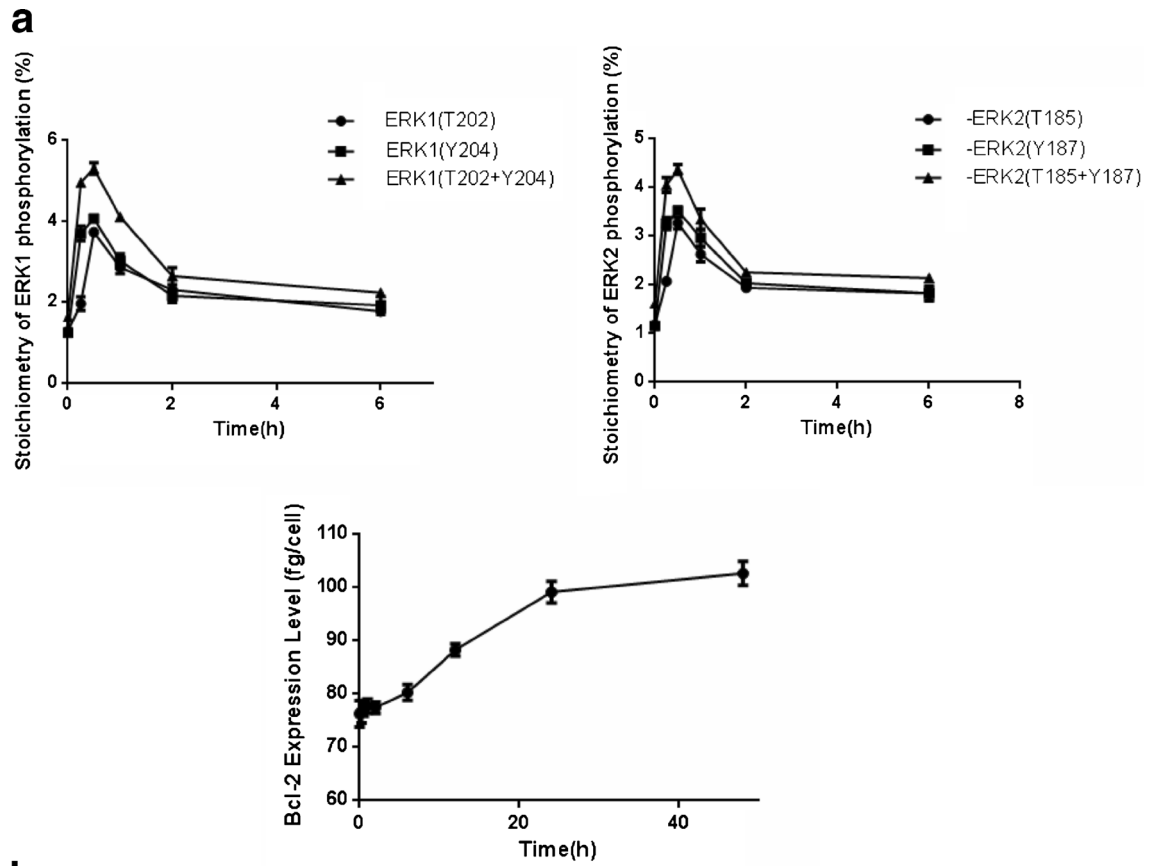 a
Stoichiometry of ERK1 phosphorylation (%)
6
4
2
0
0 2 4 6
Time(h)
ERK1(T202)
ERK1(Y204)
ERK1(T202+Y204)
Stoichiometry of ERK2 phosphorylation (%)
5
4
3
2
1
0
0 2 4 6 8
Time(h)
-ERK2(T185)
-ERK2(Y187)
-ERK2(T185+Y187)
Bcl-2 Expression Level (fg/cell)
110
100
90
80
70
60
0 20 40
Time(h)